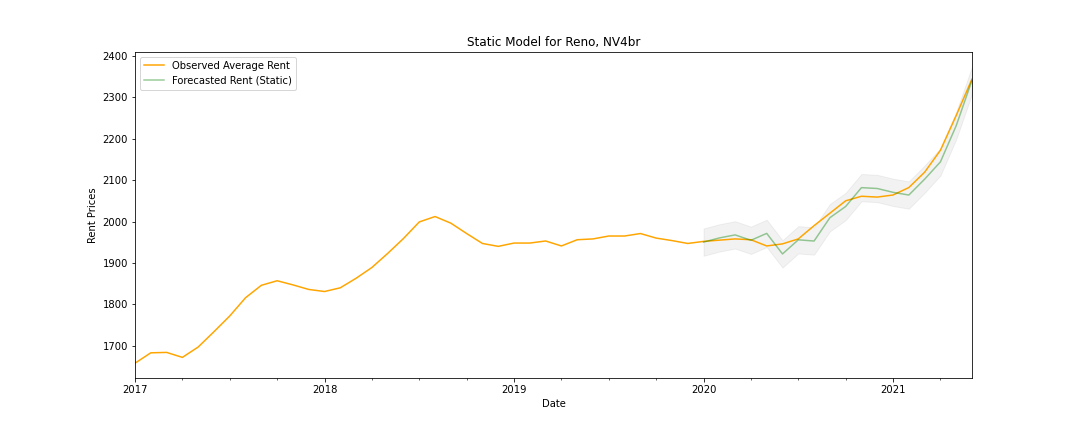 Static Model for Reno, NV4br
Observed Average Rent
Forecasted Rent (Static)
2400
2300
2200
2100
2000
1900
1800
1700
Rent Prices
2017
2018
2019
2020
2021
Date